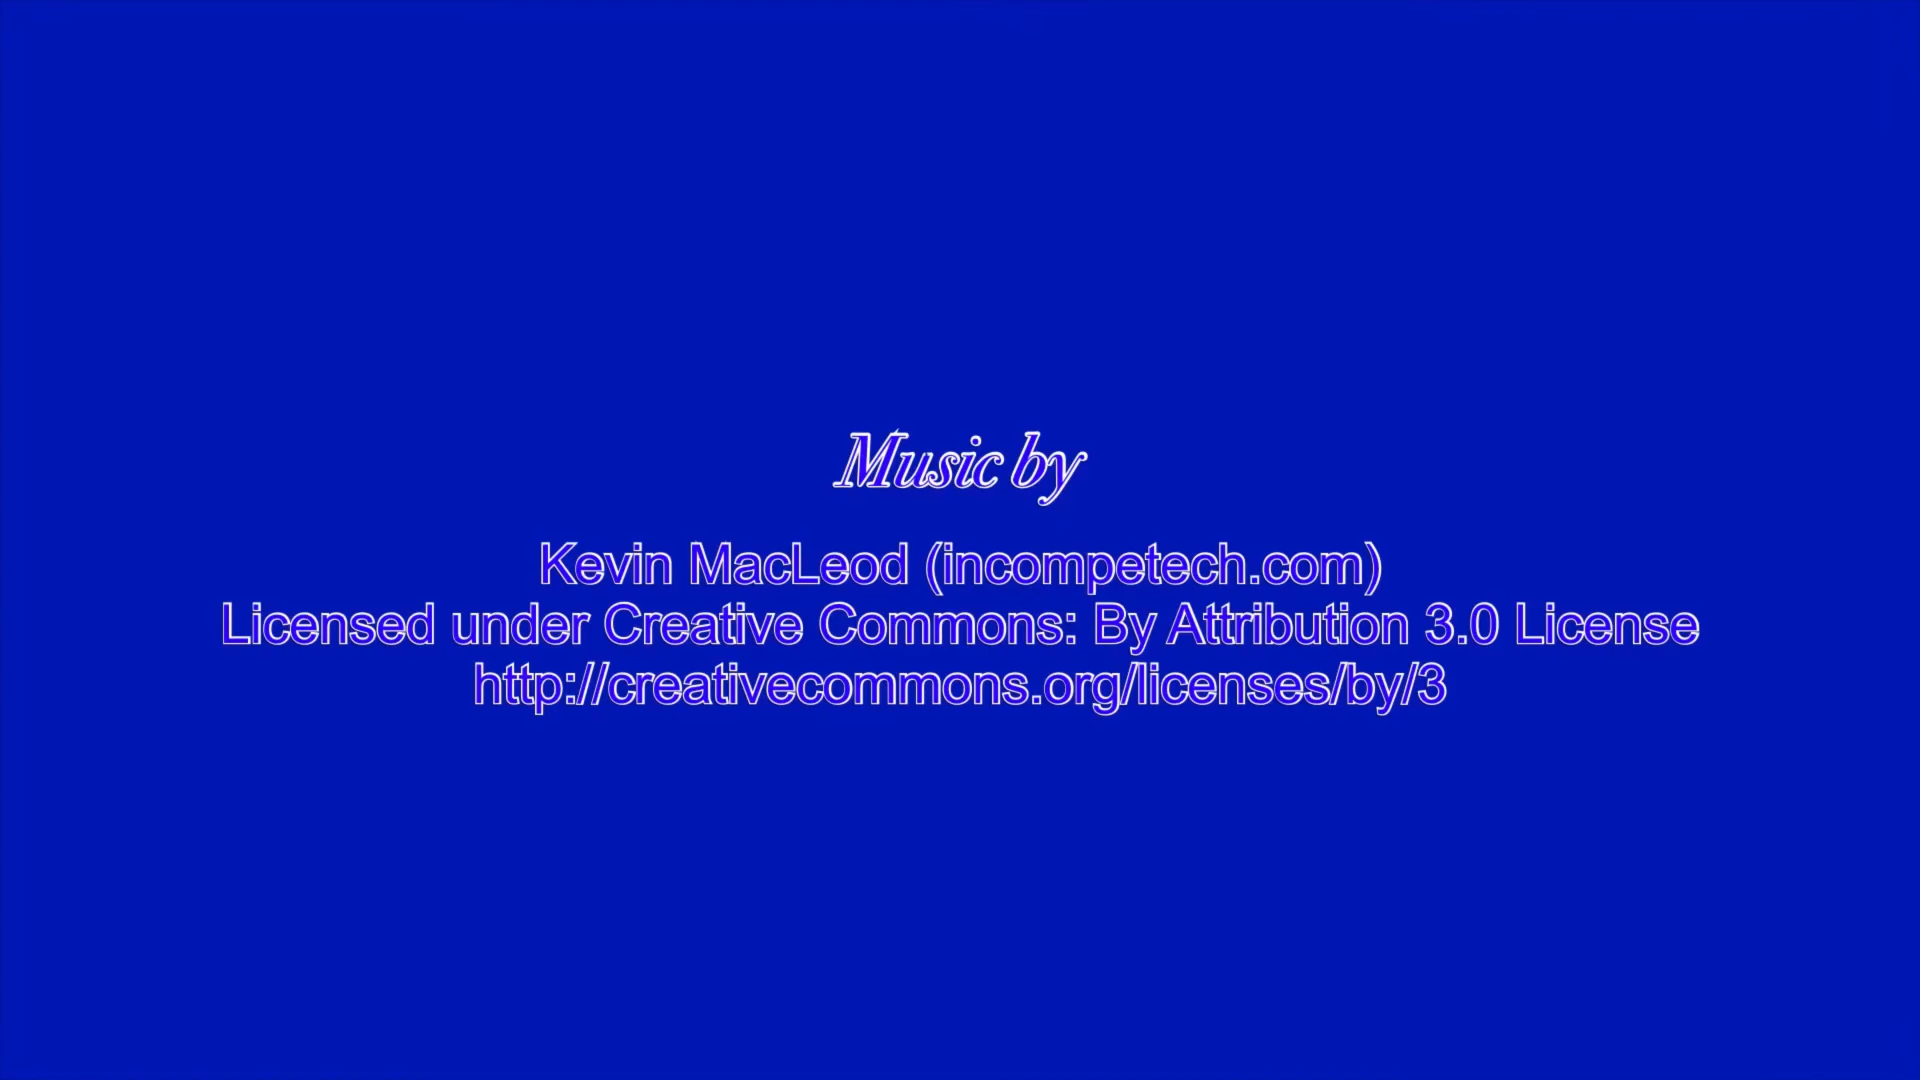 Music by
Kevin MacLeod (incompetech.com)
Licensed under Creative Commons: By Attribution 3.0 License
http://creativecommons.org/licenses/by/3